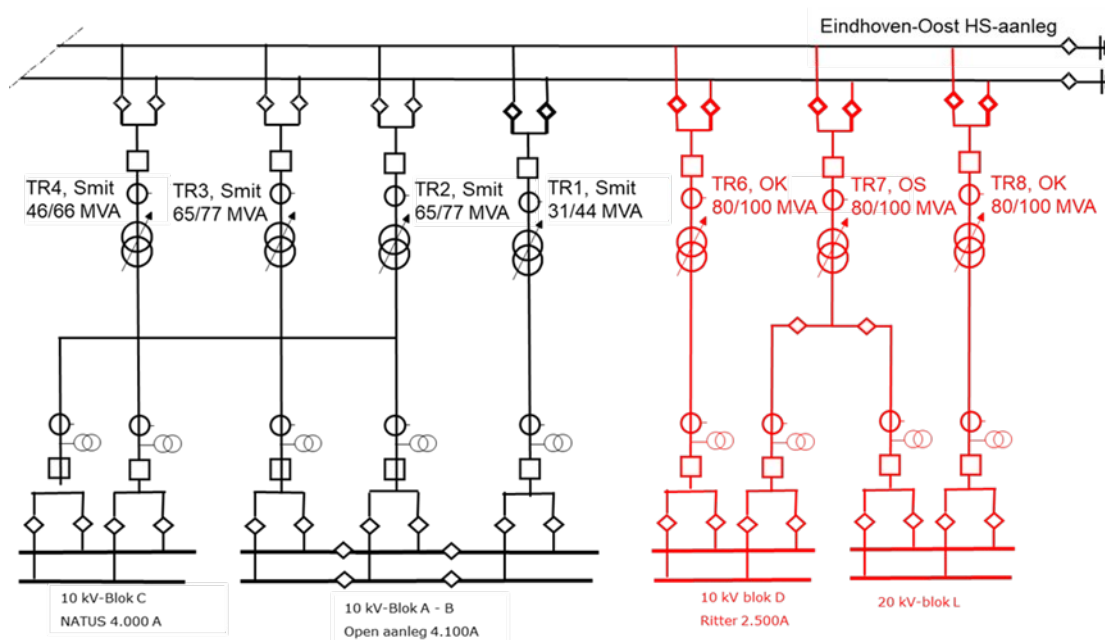 Eindhoven-Oost HS-aanleg
TR4, Smit
46/66 MVA
TR3, Smit
65/77 MVA
TR2, Smit
65/77 MVA
TR1, Smit
31/44 MVA
TR6, OK
80/100 MVA
TR7, OS
80/100 MVA
TR8, OK
80/100 MVA
10 kV-Blok C
NATUS 4.000 A
10 kV-Blok A - B
Open aanleg 4.100A
10 kV blok D
Ritter 2.500A
20 kV-blok L